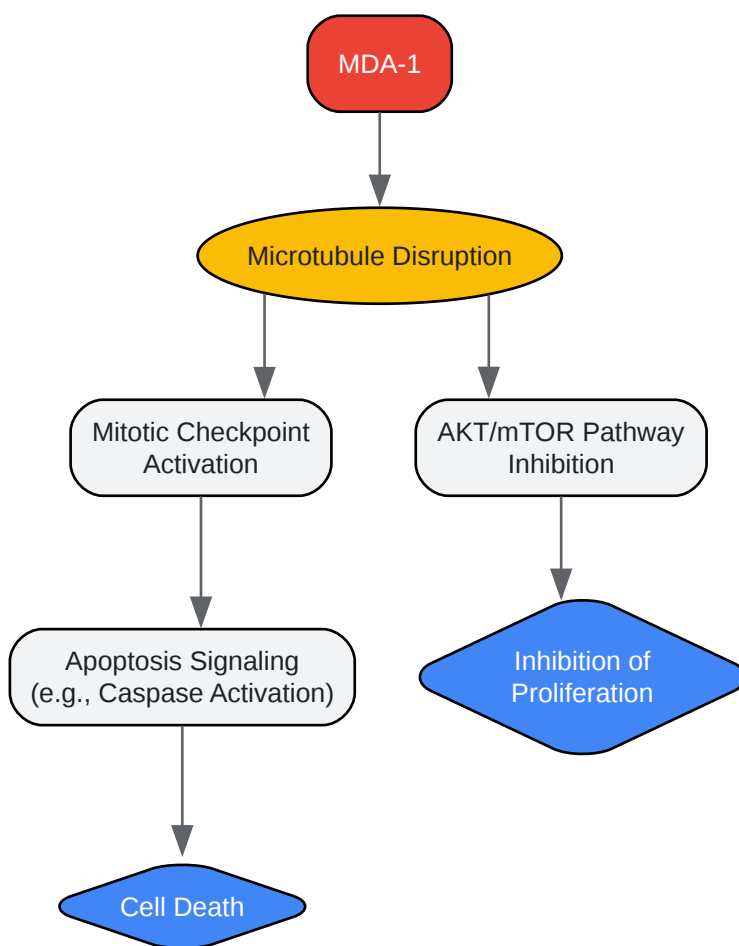 MDA-1
Microtubule Disruption
Mitotic Checkpoint
Activation
AKT/mTOR Pathway
Inhibition
Apoptosis Signaling
(e.g., Caspase Activation)
Inhibition of
Proliferation
Cell Death